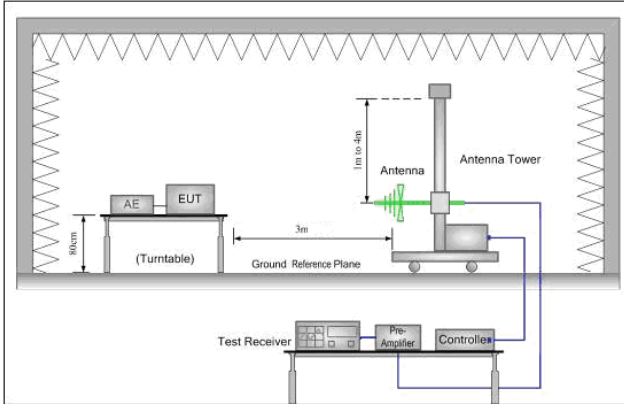 1m to 4m
Antenna
Antenna Tower
AE
EUT
80cm
3m
(Turntable)
Ground Reference Plane
Test Receiver
Pre-
Amplifier
Controller